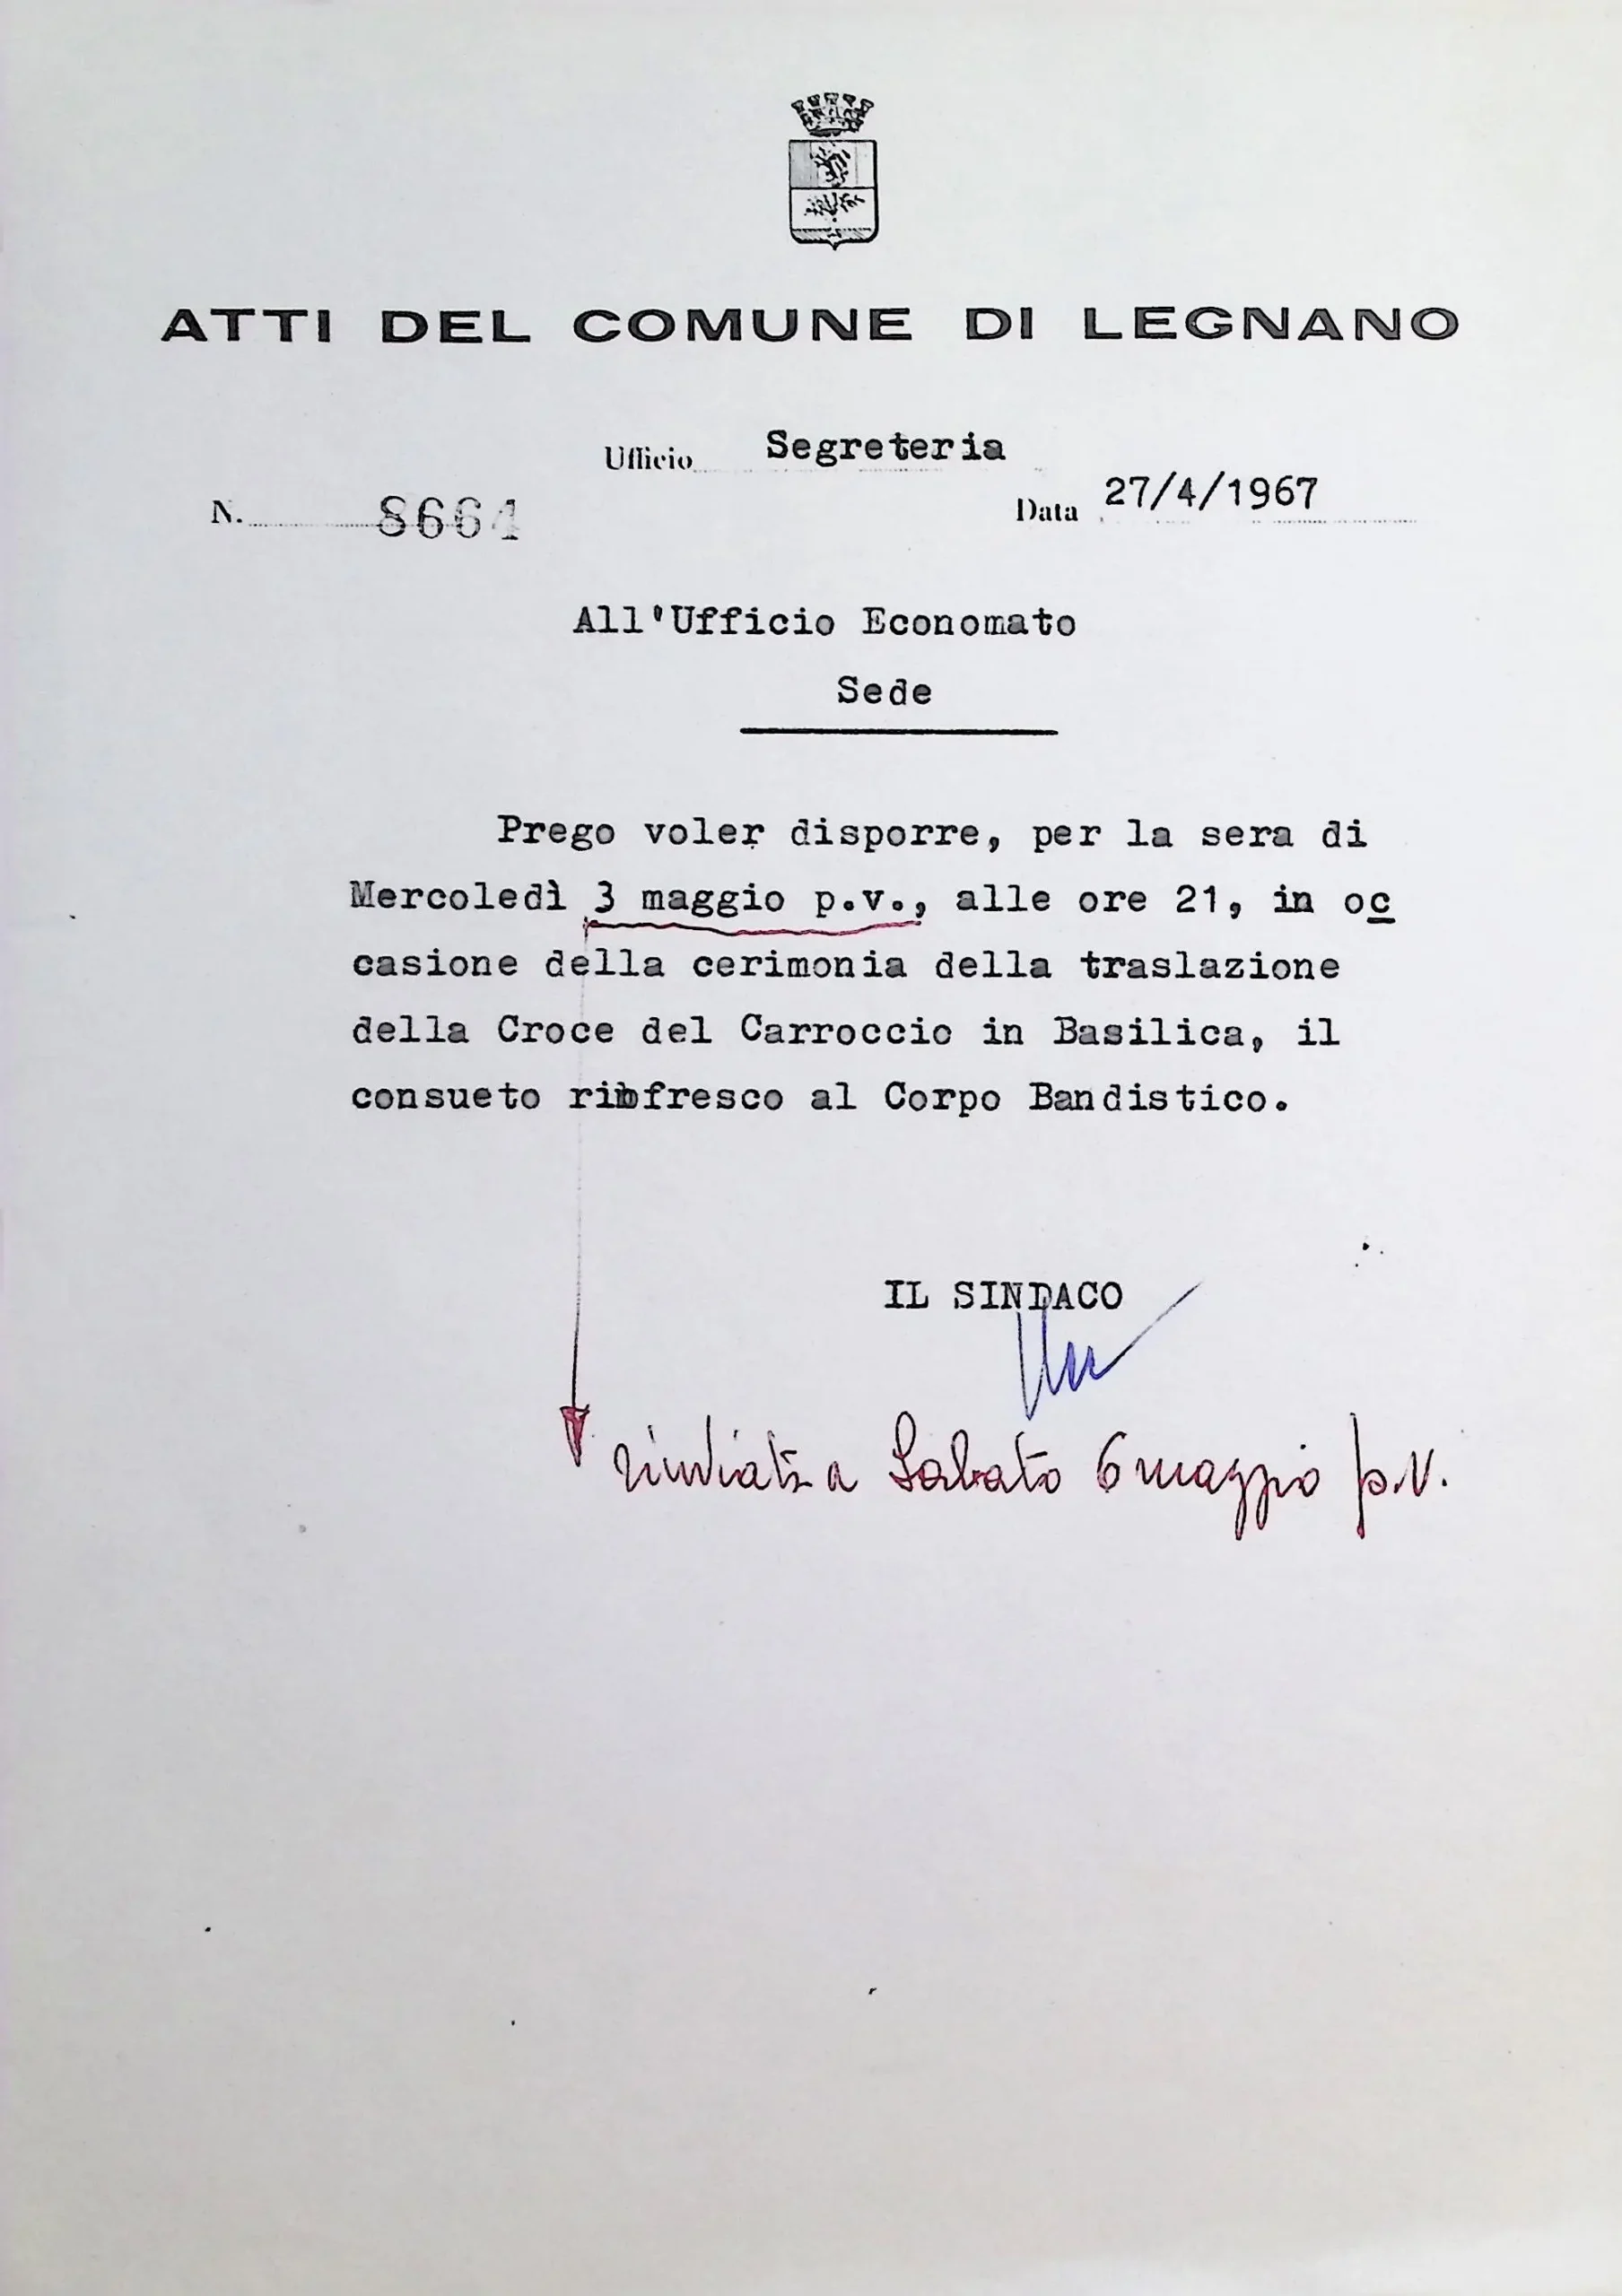 ATTI DEL COMUNE DI LEGNANO
Ufficio Segreteria
N. 8661 Data 27/4/1967
All'Ufficio Economato
Sede
Prego voler disporre, per la sera di
Mercoledì 3 maggio p.v., alle ore 21, in oc
casione della cerimonia della traslazione
della Croce del Carroccio in Basilica, il
consueto rinfresco al Corpo Bandistico.
IL SINDACO
rinviata a Sabato 6 maggio p.v.